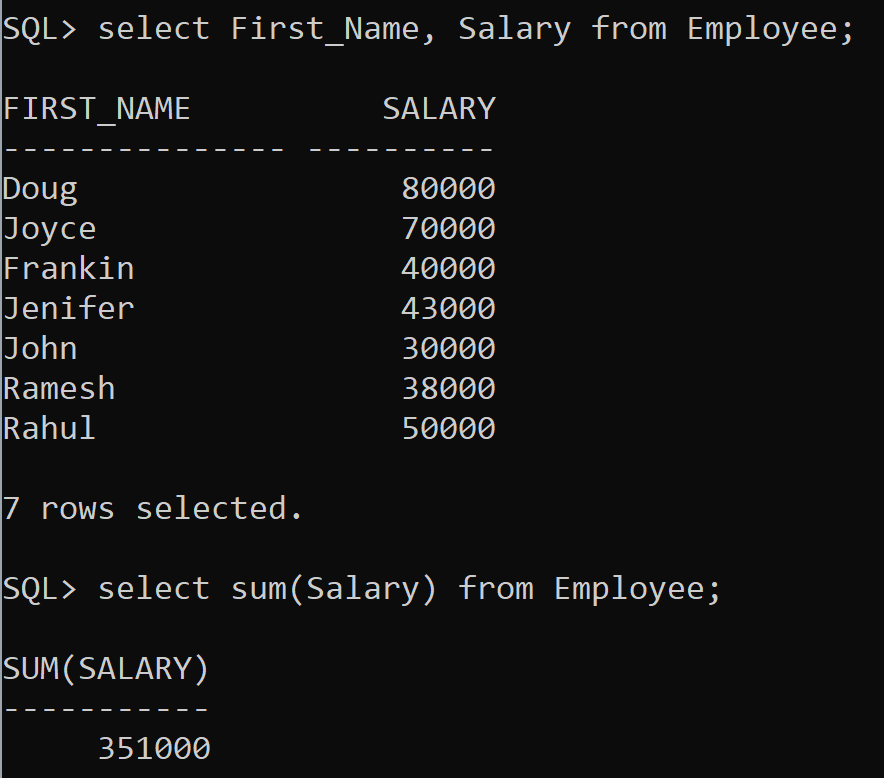 SQL> select First_Name, Salary from Employee;
FIRST_NAME          SALARY
--------------- ----------
Doug                 80000
Joyce                70000
Frankin              40000
Jenifer              43000
John                 30000
Ramesh               38000
Rahul                50000
7 rows selected.
SQL> select sum(Salary) from Employee;
SUM(SALARY)
-----------
     351000